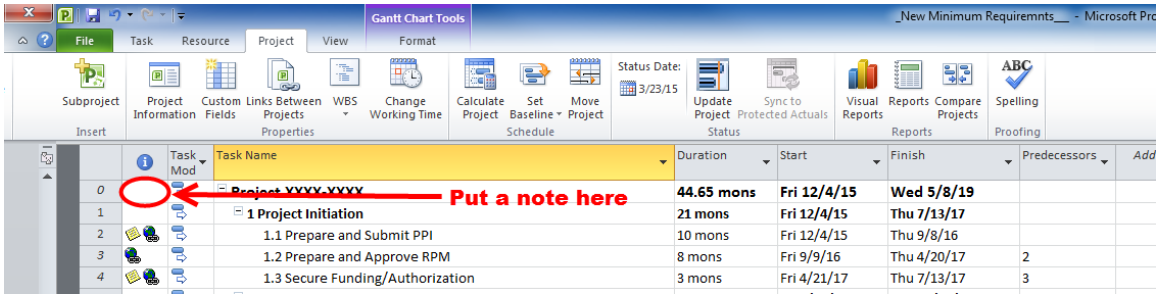 Gantt Chart Tools
_New Minimum Requiremnts__ - Microsoft Pro
File Task Resource Project View Format
Subproject
Project Information
Custom Fields
Links Between Projects
WBS
Change Working Time
Calculate Project
Set Baseline
Move Project
Status Date:
3/23/15
Update Project
Sync to Protected Actuals
Visual Reports
Reports
Compare Projects
ABC
Spelling
Insert Properties Schedule Status Reports Proofing
Task Mod Task Name Duration Start Finish Predecessors Add
0 Project XXXX-XXXX 44.65 mons Fri 12/4/15 Wed 5/8/19
Put a note here
1 1 Project Initiation 21 mons Fri 12/4/15 Thu 7/13/17
2 1.1 Prepare and Submit PPI 10 mons Fri 12/4/15 Thu 9/8/16
3 1.2 Prepare and Approve RPM 8 mons Fri 9/9/16 Thu 4/20/17 2
4 1.3 Secure Funding/Authorization 3 mons Fri 4/21/17 Thu 7/13/17 3